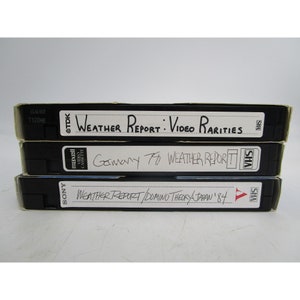 TDK
WEATHER REPORT: VIDEO RARITIES
VHS
maxell
GERMANY 78 WEATHER REPORT
VHS
SONY
WEATHER REPORT/DOMINO THEORY/JAPAN '84
V
VHS